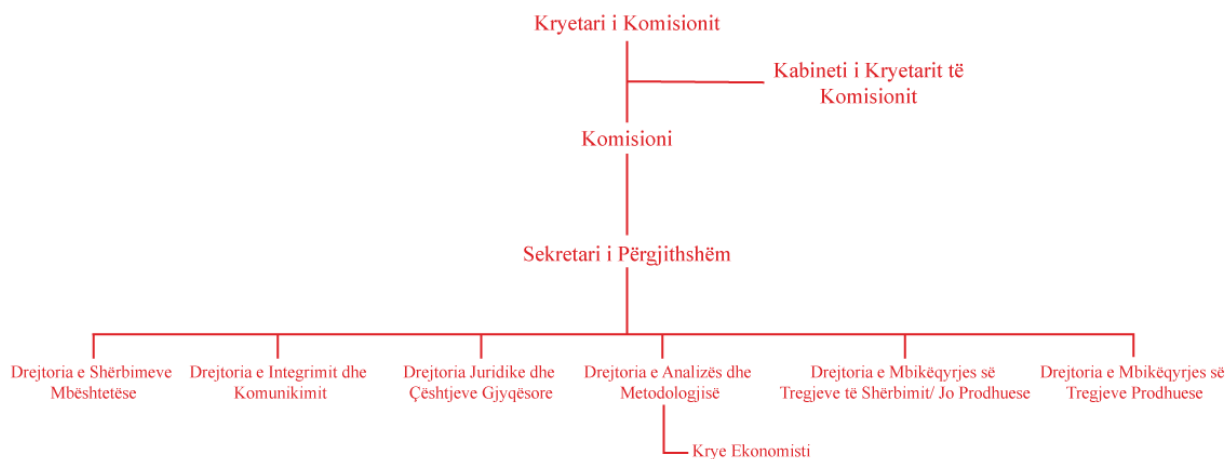 Kryetari i Komisionit
Kabineti i Kryetarit të
Komisionit
Komisioni
Sekretari i Përgjithshëm
Drejtoria e Shërbimeve
Mbështetëse
Drejtoria e Integrimit dhe
Komunikimit
Drejtoria Juridike dhe
Çështjeve Gjyqësore
Drejtoria e Analizës dhe
Metodologjisë
Drejtoria e Mbikëqyrjes së
Tregjeve të Shërbimit/ Jo Prodhuese
Drejtoria e Mbikëqyrjes së
Tregjeve Prodhuese
Krye Ekonomisti